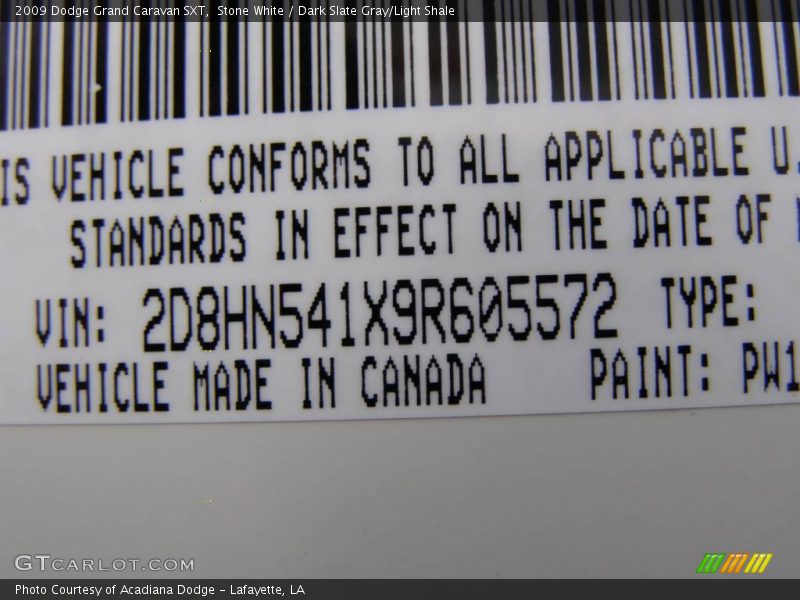 2009 Dodge Grand Caravan SXT, Stone White / Dark Slate Gray/Light Shale
IS VEHICLE CONFORMS TO ALL APPLICABLE U.
STANDARDS IN EFFECT ON THE DATE OF
VIN: 2D8HN541X9R605572 TYPE:
VEHICLE MADE IN CANADA PAINT: PW1
GTCARLOT.COM
Photo Courtesy of Acadiana Dodge - Lafayette, LA